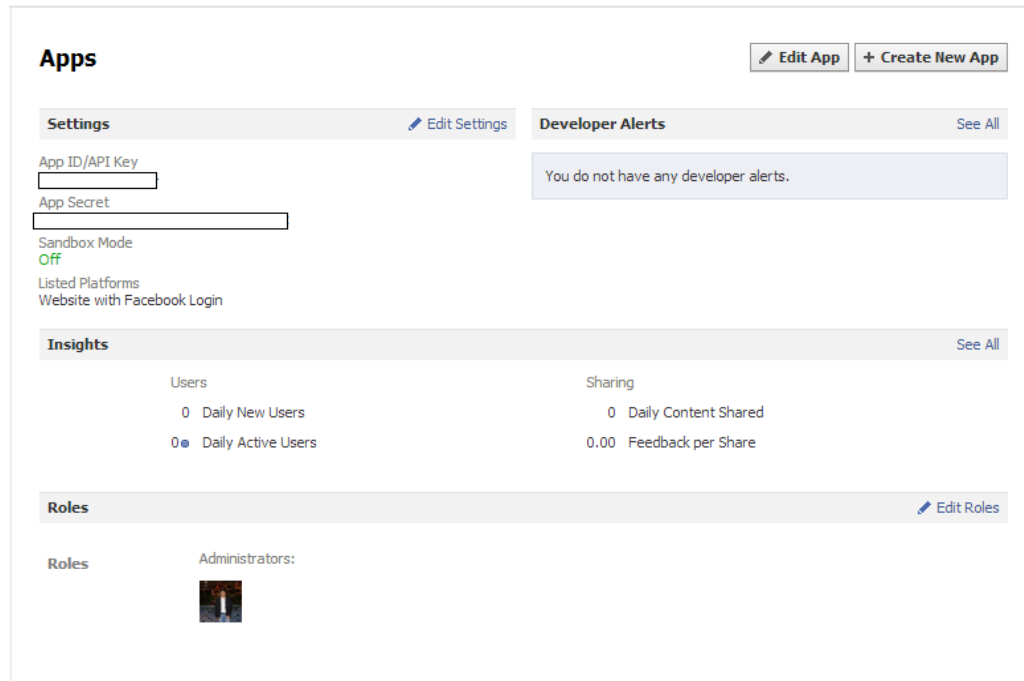 Apps
Edit App
+ Create New App
Settings
Edit Settings
App ID/API Key
App Secret
Sandbox Mode
Off
Listed Platforms
Website with Facebook Login
Developer Alerts
See All
You do not have any developer alerts.
Insights
See All
Users
0 Daily New Users
0 Daily Active Users
Sharing
0 Daily Content Shared
0.00 Feedback per Share
Roles
Edit Roles
Roles
Administrators: